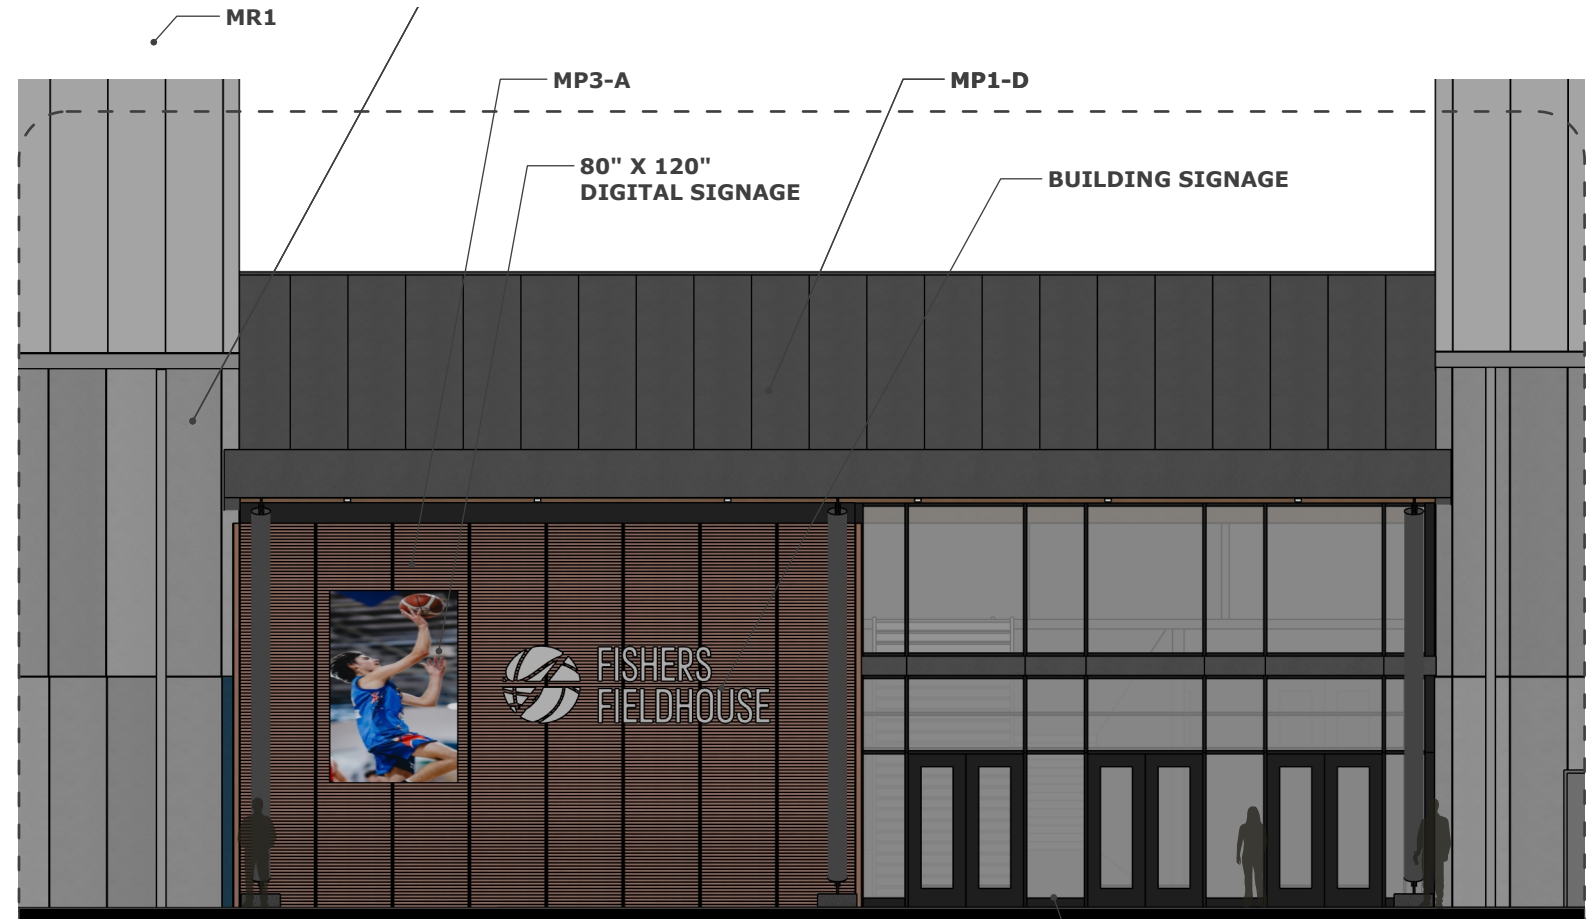 MR1
MP3-A
MP1-D
80" X 120"
DIGITAL SIGNAGE
BUILDING SIGNAGE
FISHERS
FIELDHOUSE